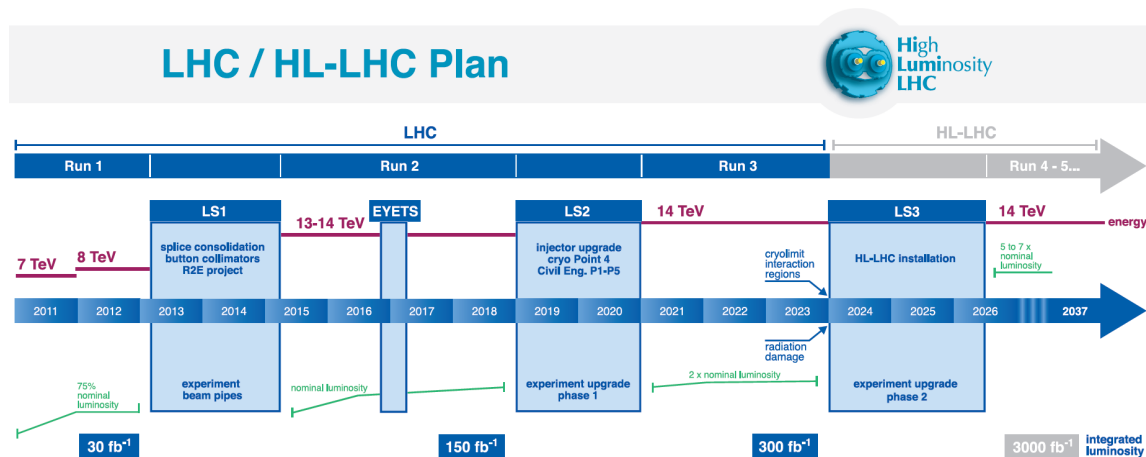 LHC / HL-LHC Plan
High
Luminosity
LHC
LHC
HL-LHC
Run 1
Run 2
Run 3
Run 4 - 5...
LS1
EYETS
LS2
LS3
7 TeV
8 TeV
13-14 TeV
14 TeV
14 TeV
energy
splice consolidation
button collimators
R2E project
injector upgrade
cryo Point 4
Civil Eng. P1-P5
cryolimit
interaction
regions
HL-LHC installation
5 to 7 x
nominal
luminosity
2011 2012 2013 2014 2015 2016 2017 2018 2019 2020 2021 2022 2023 2024 2025 2026 2037
radiation
damage
75%
nominal
luminosity
experiment
beam pipes
nominal luminosity
experiment upgrade
phase 1
2 x nominal luminosity
experiment upgrade
phase 2
30 fb⁻¹
150 fb⁻¹
300 fb⁻¹
3000 fb⁻¹
integrated
luminosity